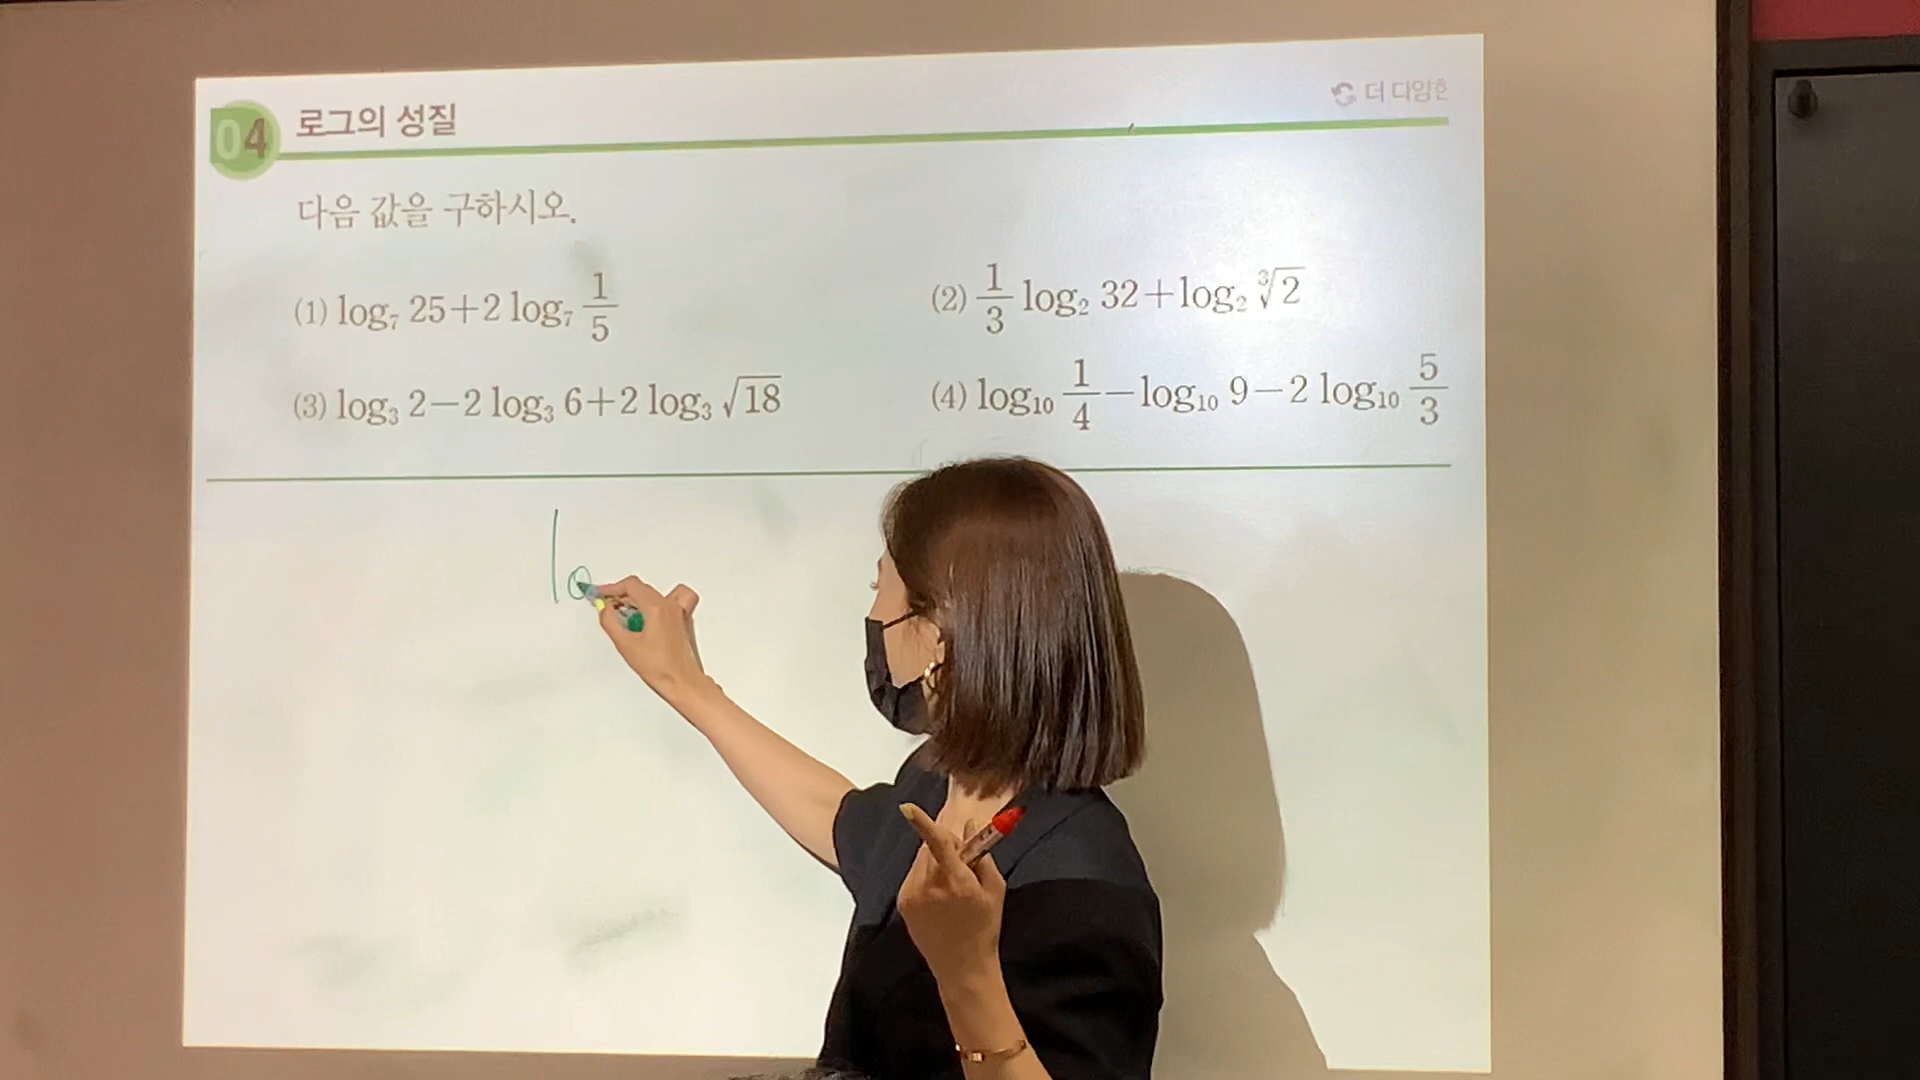 04 로그의 성질
더 다양한
다음 값을 구하시오.
(1) log₇ 25+2 log₇ 1/5
(2) 1/3 log₂ 32+log₂ ∛2
(3) log₃ 2−2 log₃ 6+2 log₃ √18
(4) log₁₀ 1/4−log₁₀ 9−2 log₁₀ 5/3
lo